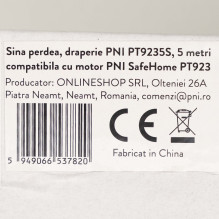 Sina perdea, draperie PNI PT9235S, 5 metri
compatibila cu motor PNI SafeHome PT923
Producator: ONLINESHOP SRL, Olteniei 26A
Piatra Neamt, Neamt, Romania, comenzi@pni.ro
CE
Fabricat in China
5 949066 537820